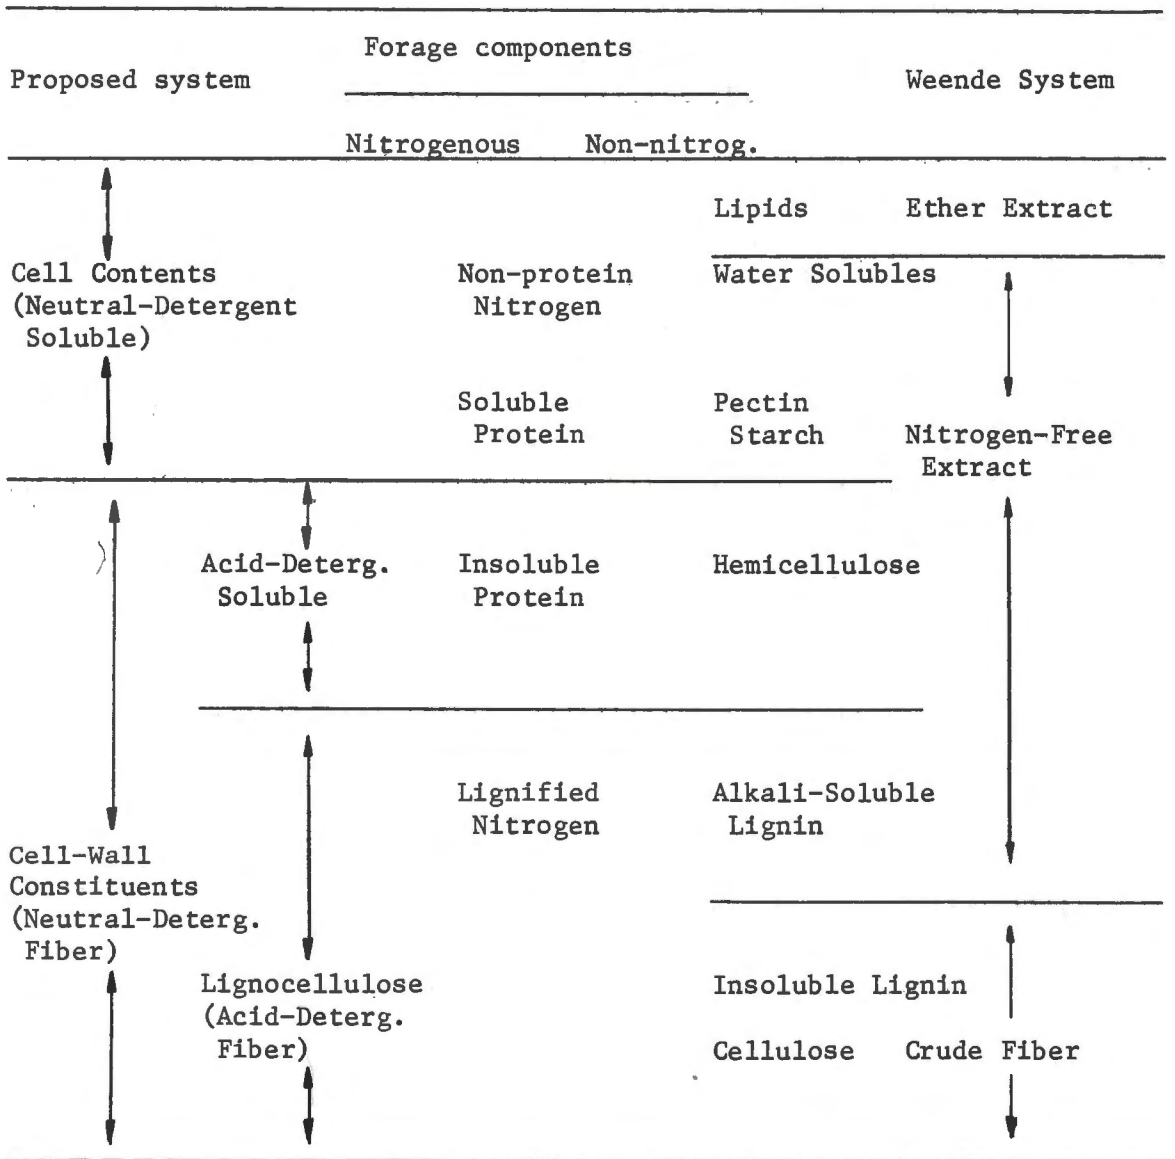 Forage components
Proposed system Weende System
Nitrogenous Non-nitrog.
Lipids Ether Extract
Cell Contents Non-protein Water Solubles
(Neutral-Detergent Nitrogen
Soluble)
Soluble Pectin
Protein Starch Nitrogen-Free
Extract
Acid-Deterg. Insoluble Hemicellulose
Soluble Protein
Lignified Alkali-Soluble
Nitrogen Lignin
Cell-Wall
Constituents
(Neutral-Deterg.
Fiber)
Lignocellulose Insoluble Lignin
(Acid-Deterg.
Fiber) Cellulose Crude Fiber